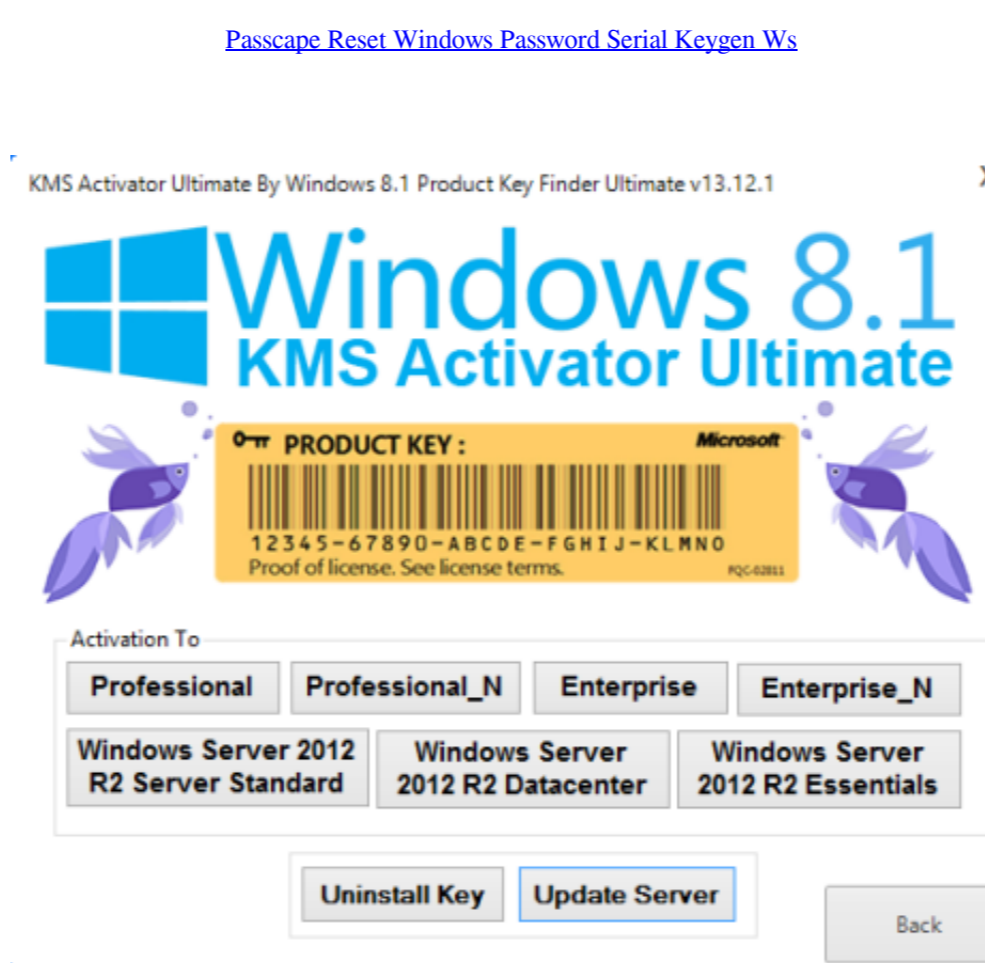 Passcape Reset Windows Password Serial Keygen Ws
KMS Activator Ultimate By Windows 8.1 Product Key Finder Ultimate v13.12.1
X
Windows 8.1
KMS Activator Ultimate
PRODUCT KEY :
Microsoft
12345-67890-ABCDE-FGHIJ-KLMNO
Proof of license. See license terms.
FQC-02811
Activation To
Professional
Professional_N
Enterprise
Enterprise_N
Windows Server 2012
R2 Server Standard
Windows Server
2012 R2 Datacenter
Windows Server
2012 R2 Essentials
Uninstall Key
Update Server
Back